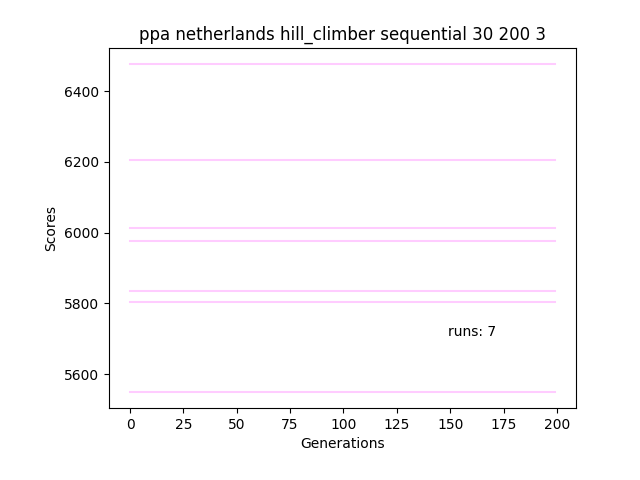 ppa netherlands hill_climber sequential 30 200 3
6400
6200
6000
5800
5600
Scores
runs: 7
0 25 50 75 100 125 150 175 200
Generations